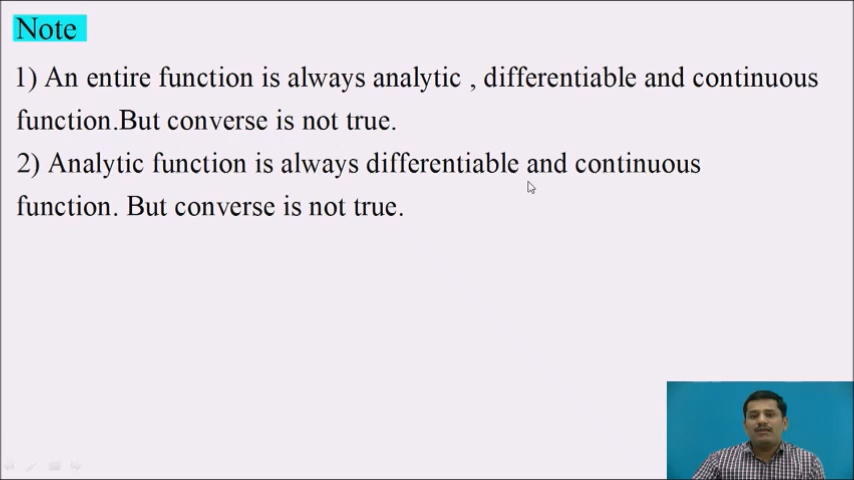 Note
1) An entire function is always analytic , differentiable and continuous
function.But converse is not true.
2) Analytic function is always differentiable and continuous
function. But converse is not true.